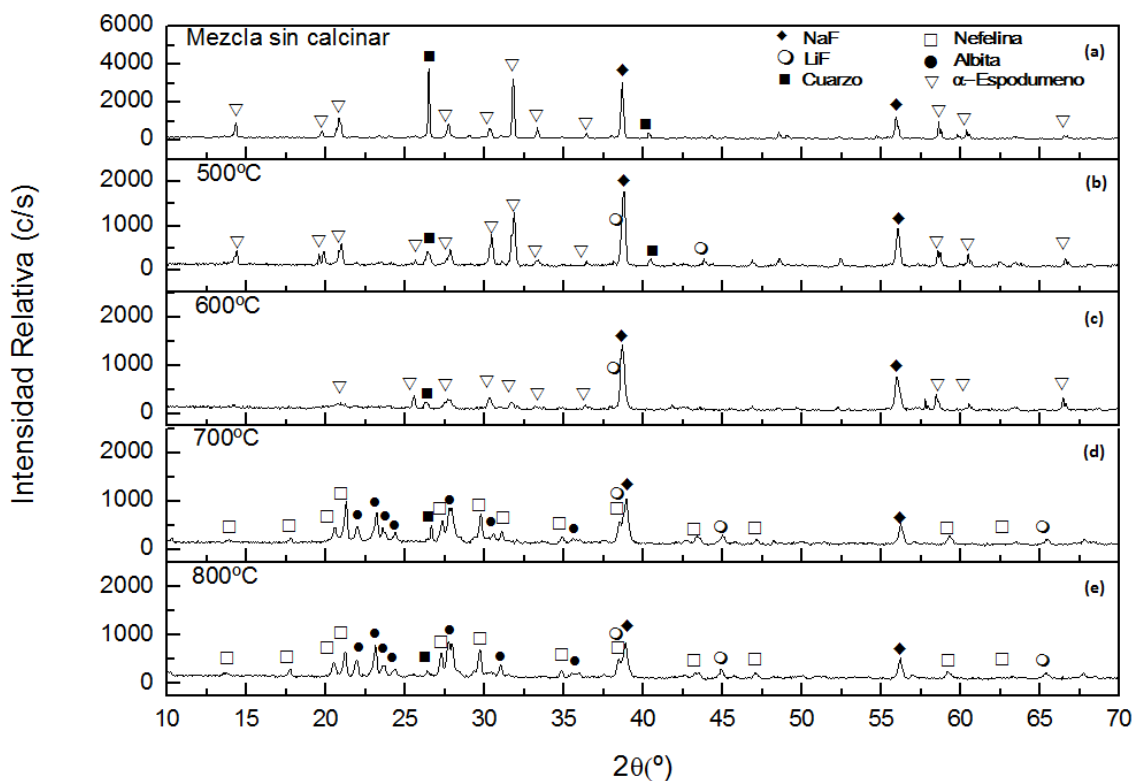 6000
Mezcla sin calcinar
◆ NaF
□ Nefelina
(a)
LiF
● Albita
4000
■ Cuarzo
▽ α−Espodumeno
2000
0
500ºC
(b)
2000
1000
0
600ºC
(c)
2000
1000
0
700ºC
(d)
2000
1000
0
800ºC
(e)
2000
1000
0
10 15 20 25 30 35 40 45 50 55 60 65 70
2θ(º)
Intensidad Relativa (c/s)